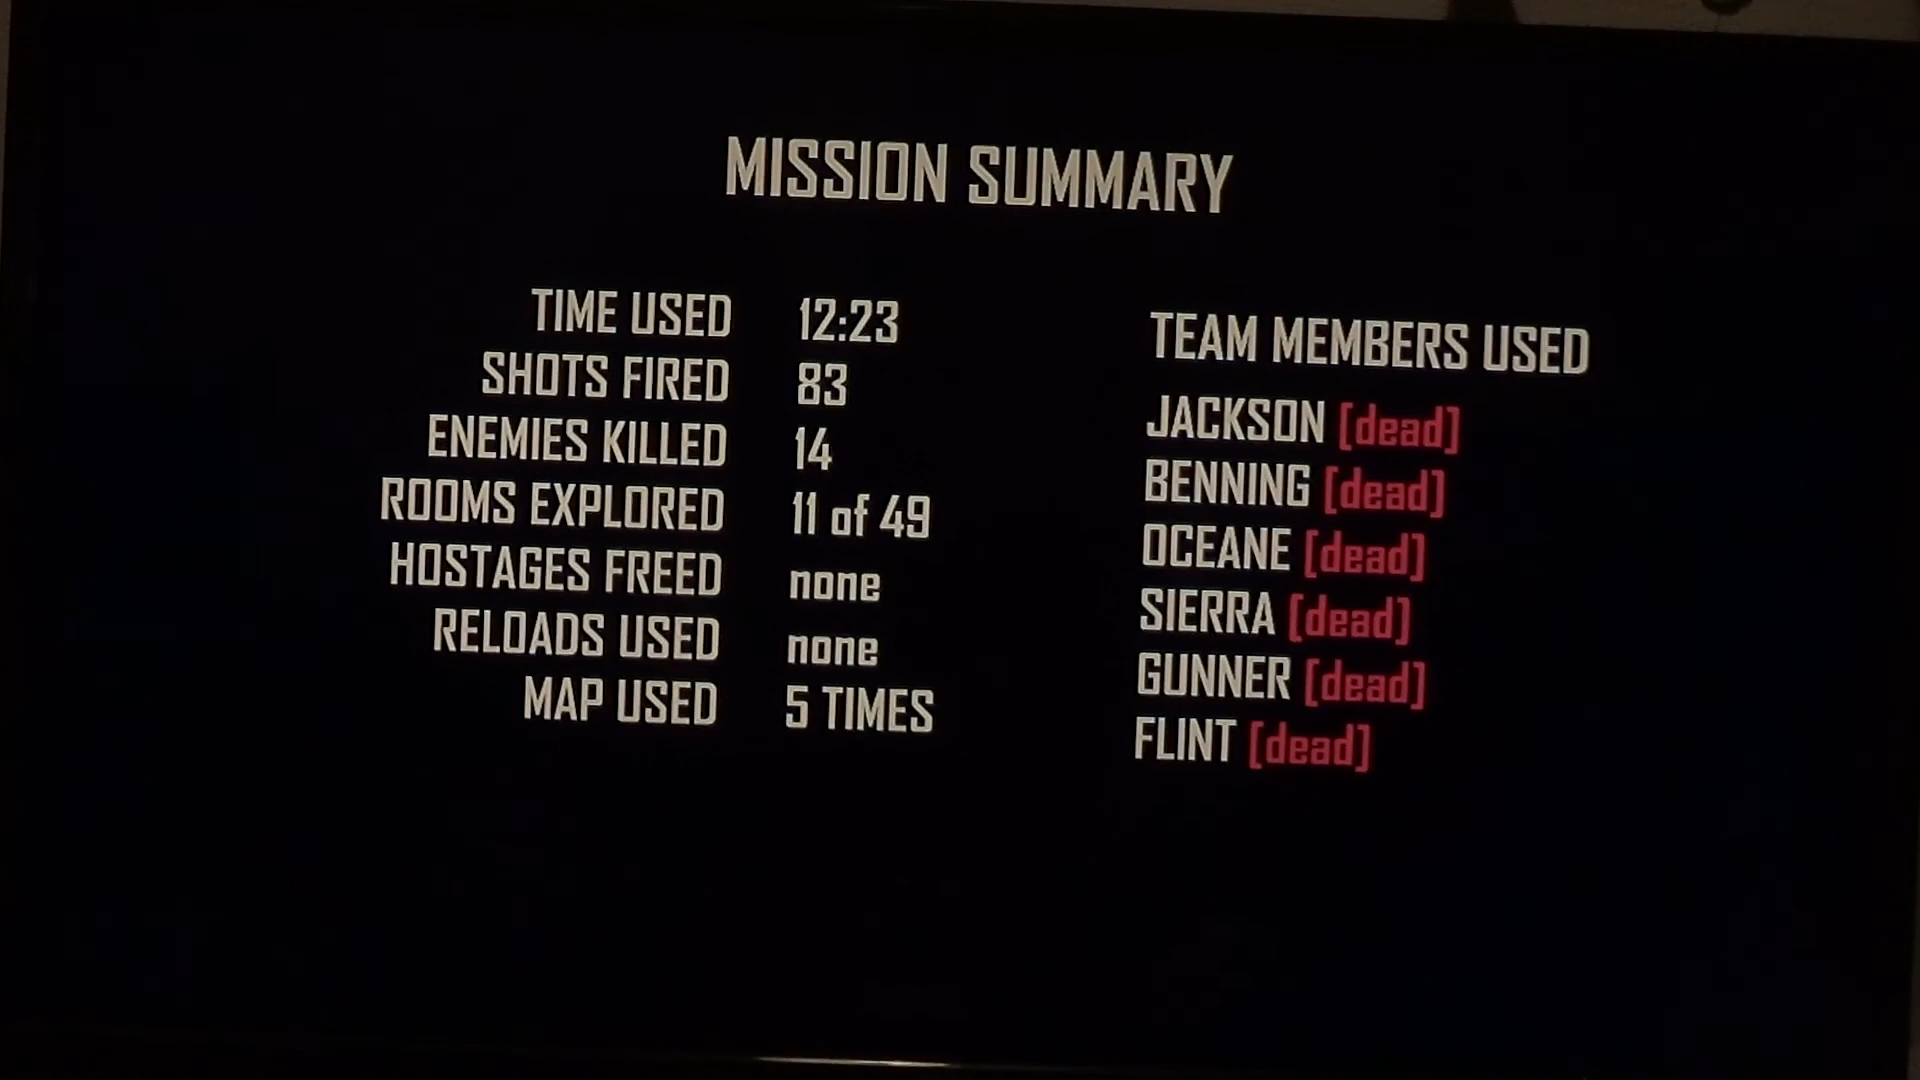 MISSION SUMMARY
TIME USED 12:23
SHOTS FIRED 83
ENEMIES KILLED 14
ROOMS EXPLORED 11 of 49
HOSTAGES FREED none
RELOADS USED none
MAP USED 5 TIMES
TEAM MEMBERS USED
JACKSON [dead]
BENNING [dead]
OCEANE [dead]
SIERRA [dead]
GUNNER [dead]
FLINT [dead]